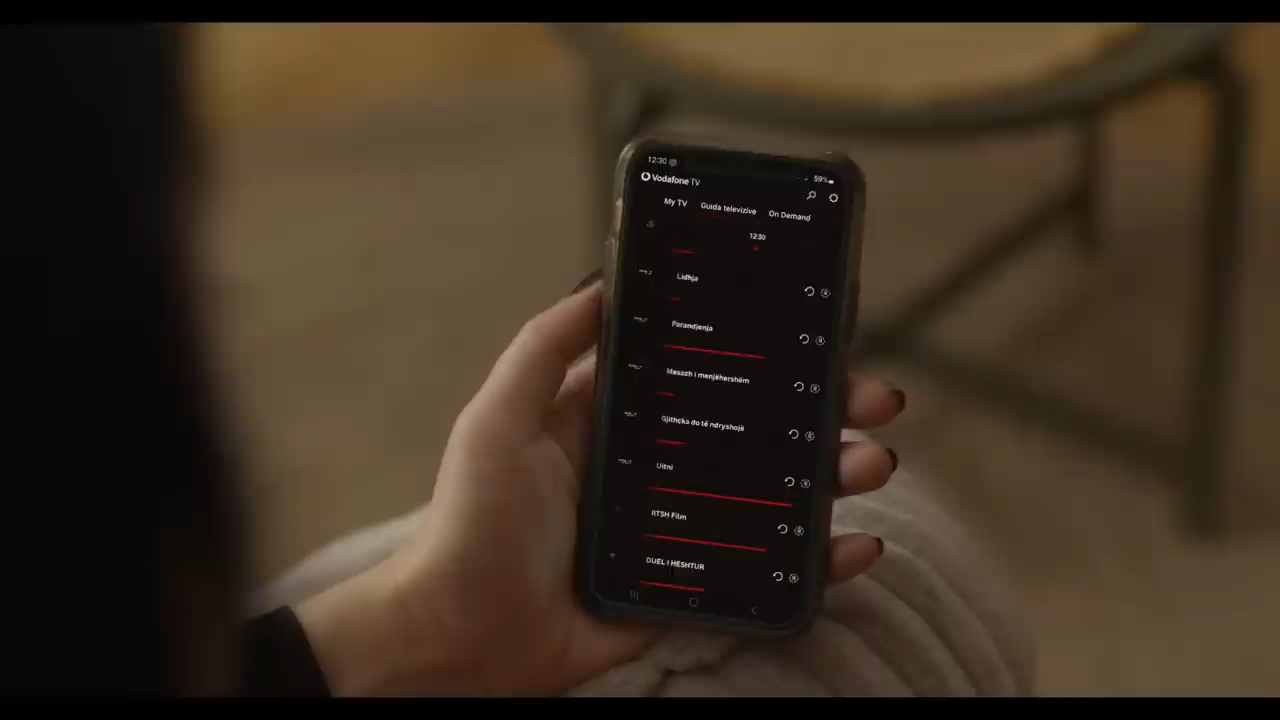 12:30
59%
Vodafone TV
My TV Guida televizive On Demand
12:30
Lidhja
Parandjenja
Mesazh i menjëhershëm
Gjithçka do të ndryshojë
Uitni
RTSH Film
DUEL I HESHTUR